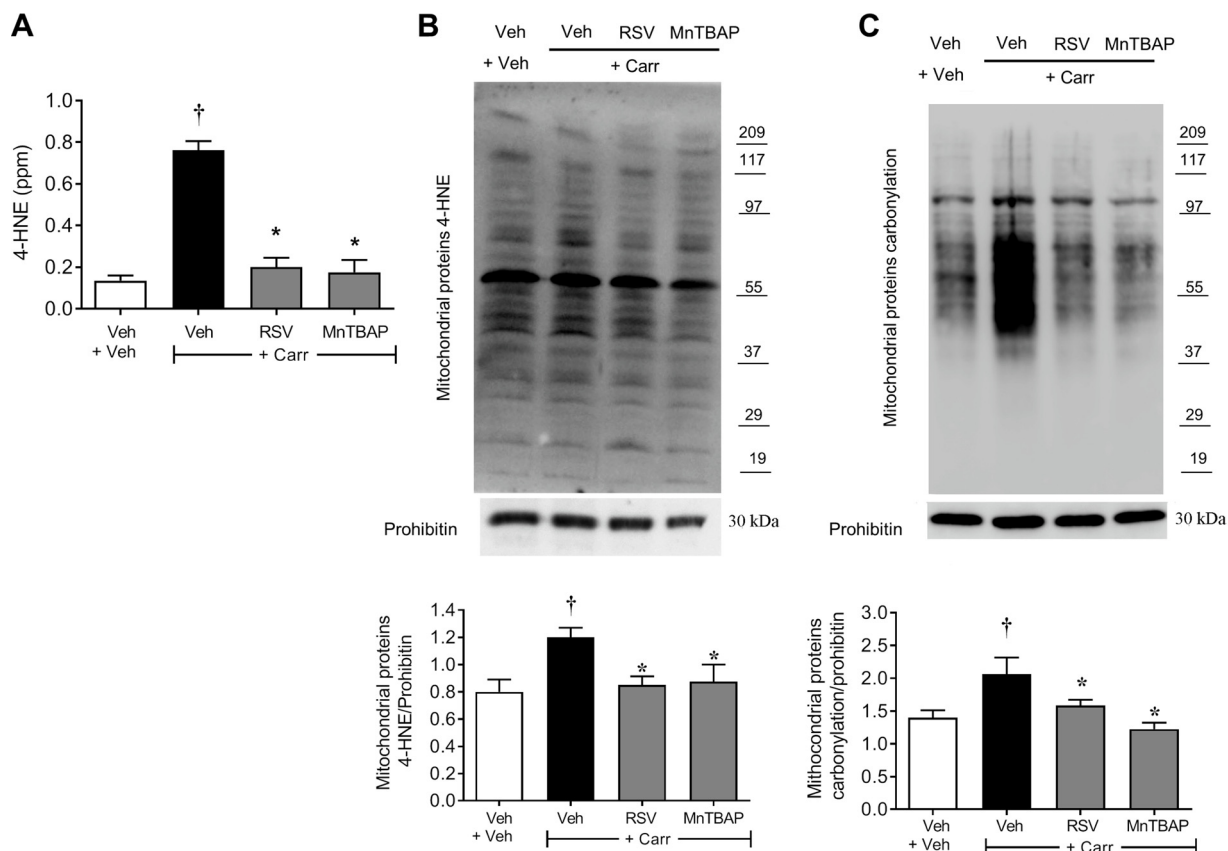 A
4-HNE (ppm)
1.0
0.8
0.6
0.4
0.2
0.0
†
*
*
Veh
+ Veh
Veh
RSV
MnTBAP
+ Carr
B
Veh
+ Veh
Veh
RSV
MnTBAP
+ Carr
Mitochondrial proteins 4-HNE
209
117
97
55
37
29
19
Prohibitin
30 kDa
Mitochondrial proteins
4-HNE/Prohibitin
1.4
1.2
1.0
0.8
0.6
0.4
0.2
0.0
†
*
*
Veh
+ Veh
Veh
RSV
MnTBAP
+ Carr
C
Veh
+ Veh
Veh
RSV
MnTBAP
+ Carr
Mitochondrial proteins carbonylation
209
117
97
55
37
29
19
Prohibitin
30 kDa
Mithocondrial proteins
carbonylation/prohibitin
3.0
2.5
2.0
1.5
1.0
0.5
0.0
†
*
*
Veh
+ Veh
Veh
RSV
MnTBAP
+ Carr